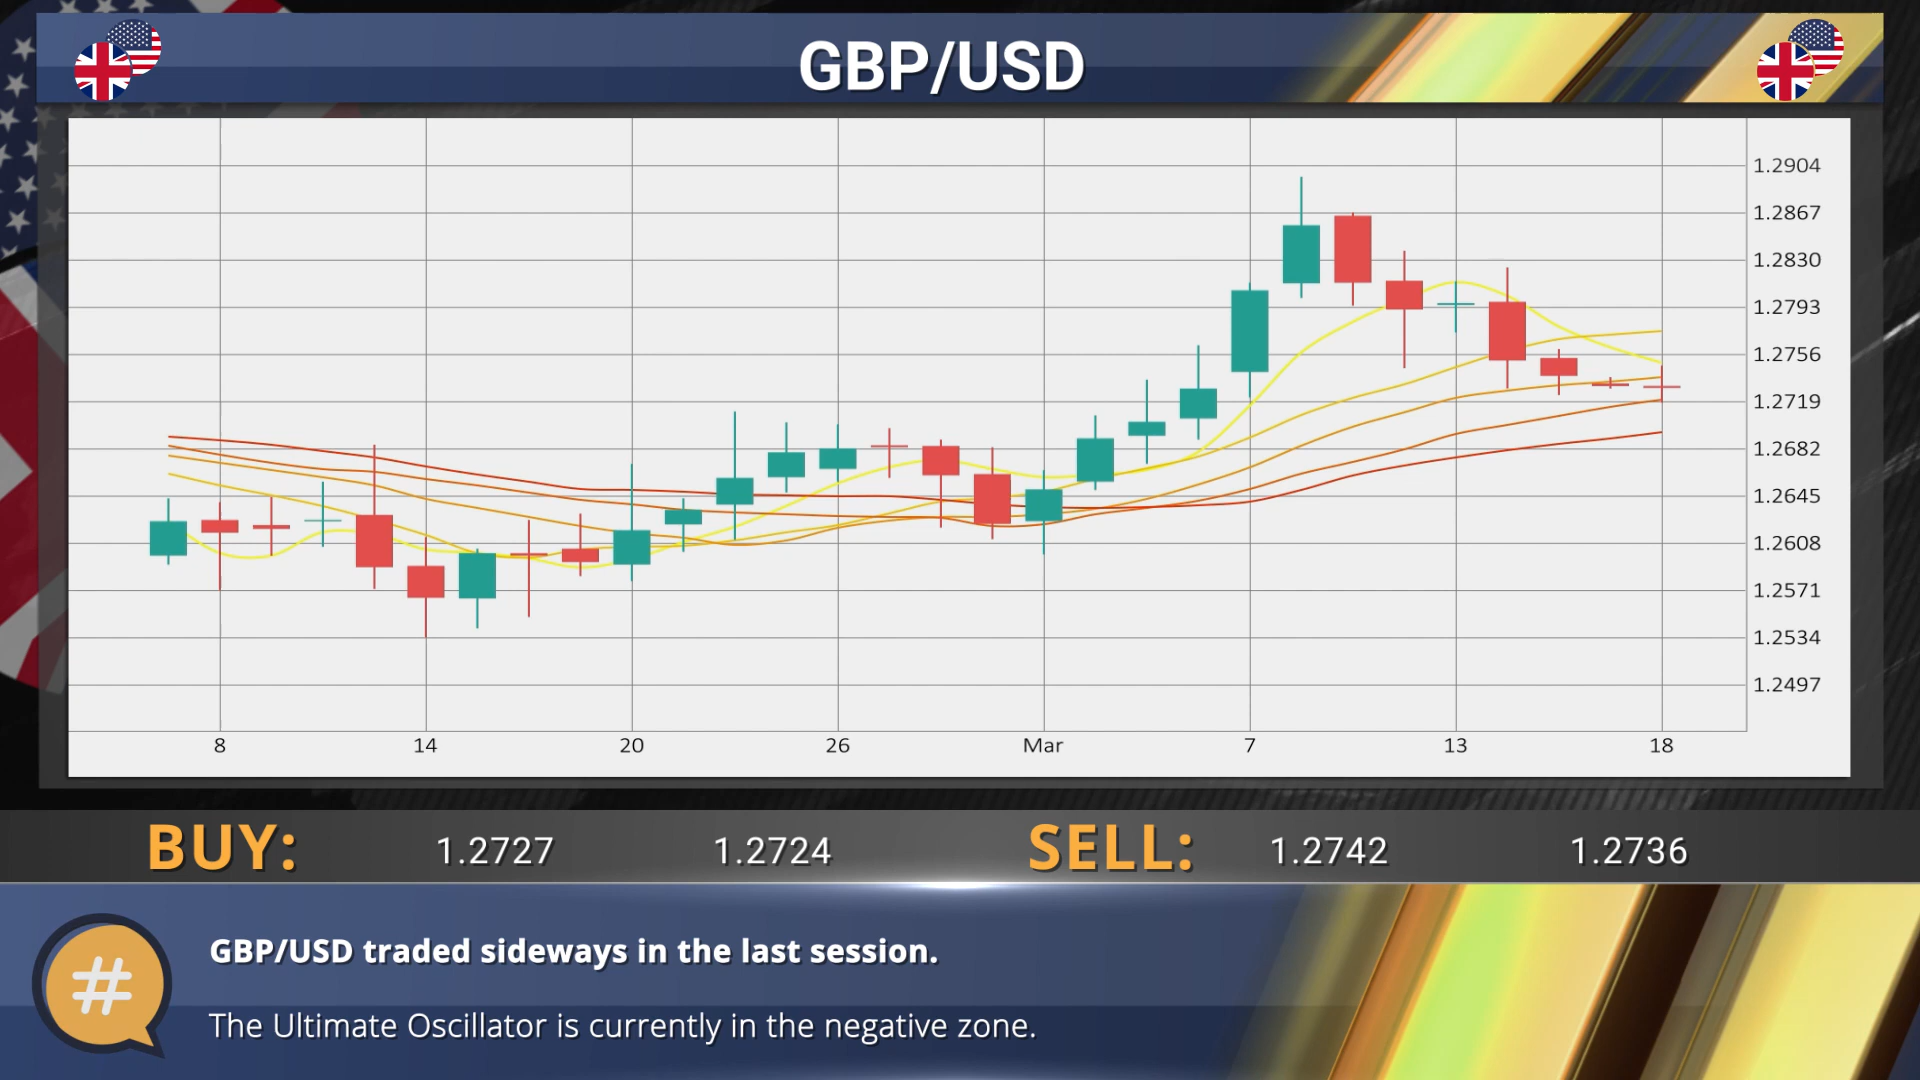 GBP/USD
1.2904
1.2867
1.2830
1.2793
1.2756
1.2719
1.2682
1.2645
1.2608
1.2571
1.2534
1.2497
8 14 20 26 Mar 7 13 18
BUY: 1.2727 1.2724 SELL: 1.2742 1.2736
#
GBP/USD traded sideways in the last session.
The Ultimate Oscillator is currently in the negative zone.